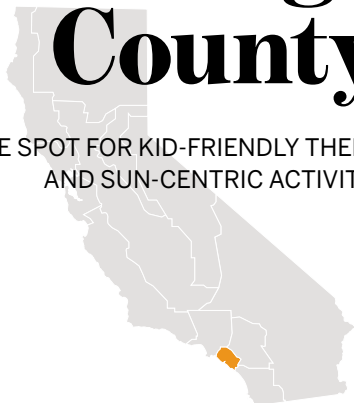 County
E SPOT FOR KID-FRIENDLY THE
AND SUN-CENTRIC ACTIVIT